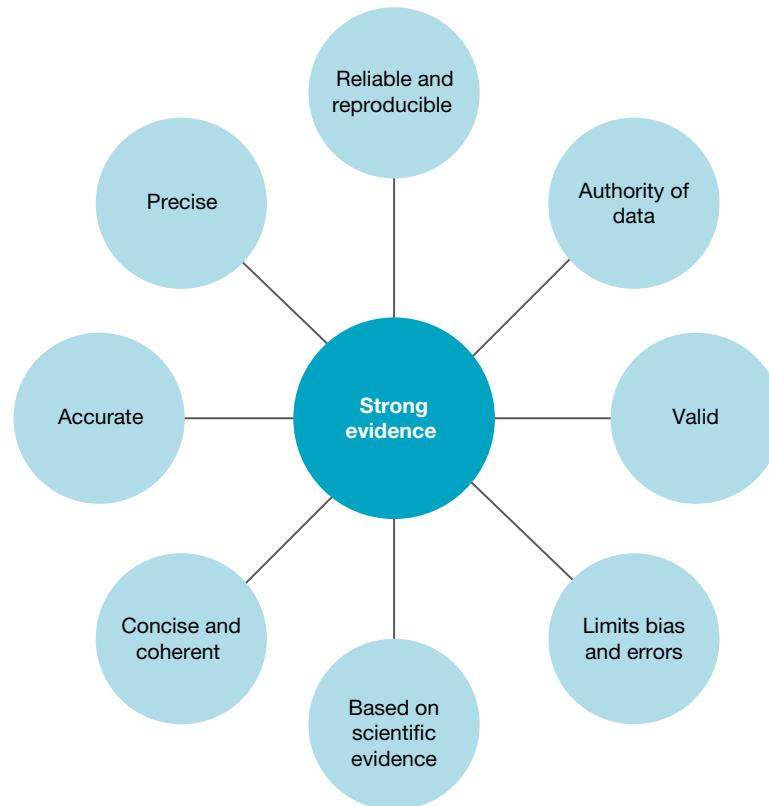 Reliable and
reproducible
Precise
Authority of
data
Accurate
Strong
evidence
Valid
Concise and
coherent
Limits bias
and errors
Based on
scientific
evidence